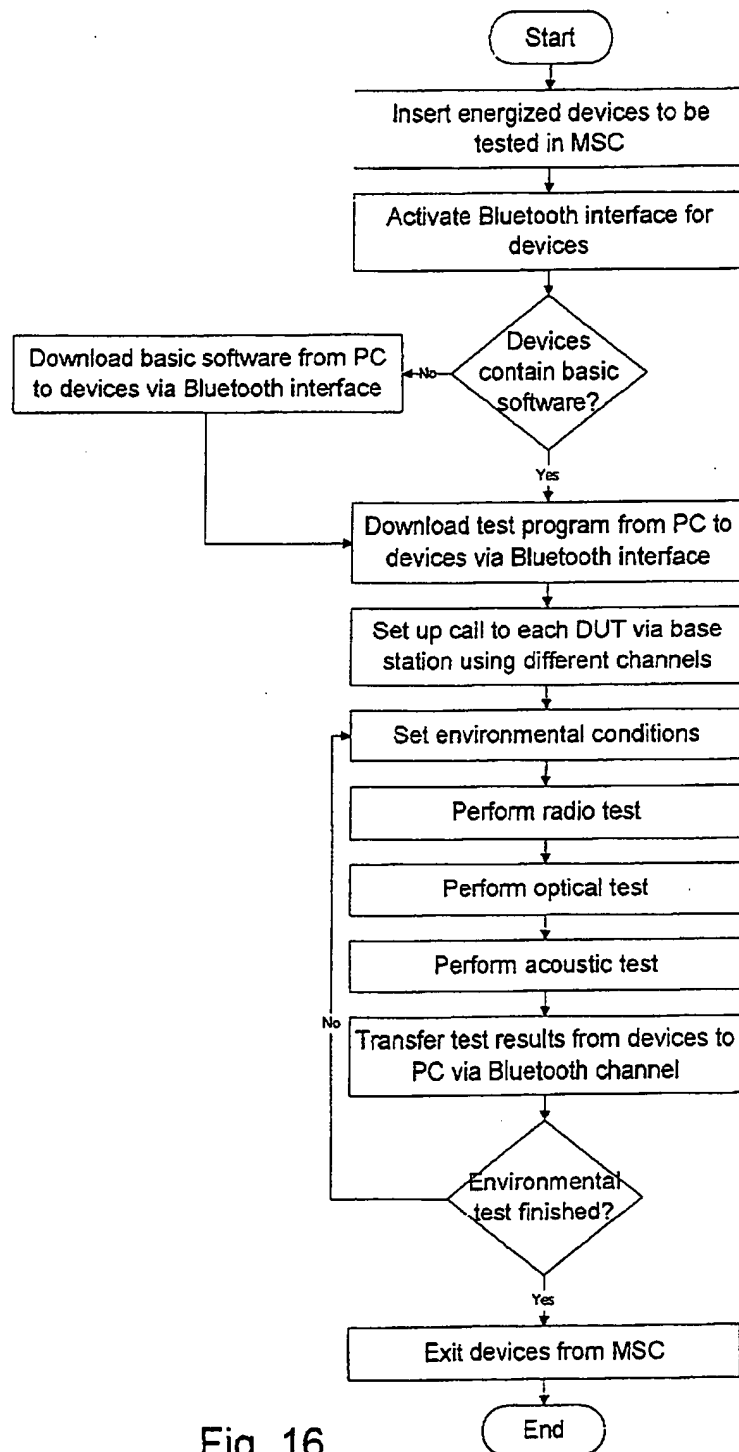 Start
Insert energized devices to be
tested in MSC
Activate Bluetooth interface for
devices
Devices
contain basic
software?
No
Download basic software from PC
to devices via Bluetooth interface
Yes
Download test program from PC to
devices via Bluetooth interface
Set up call to each DUT via base
station using different channels
Set environmental conditions
Perform radio test
Perform optical test
Perform acoustic test
Transfer test results from devices to
PC via Bluetooth channel
Environmental
test finished?
No
Yes
Exit devices from MSC
End
Fig. 16